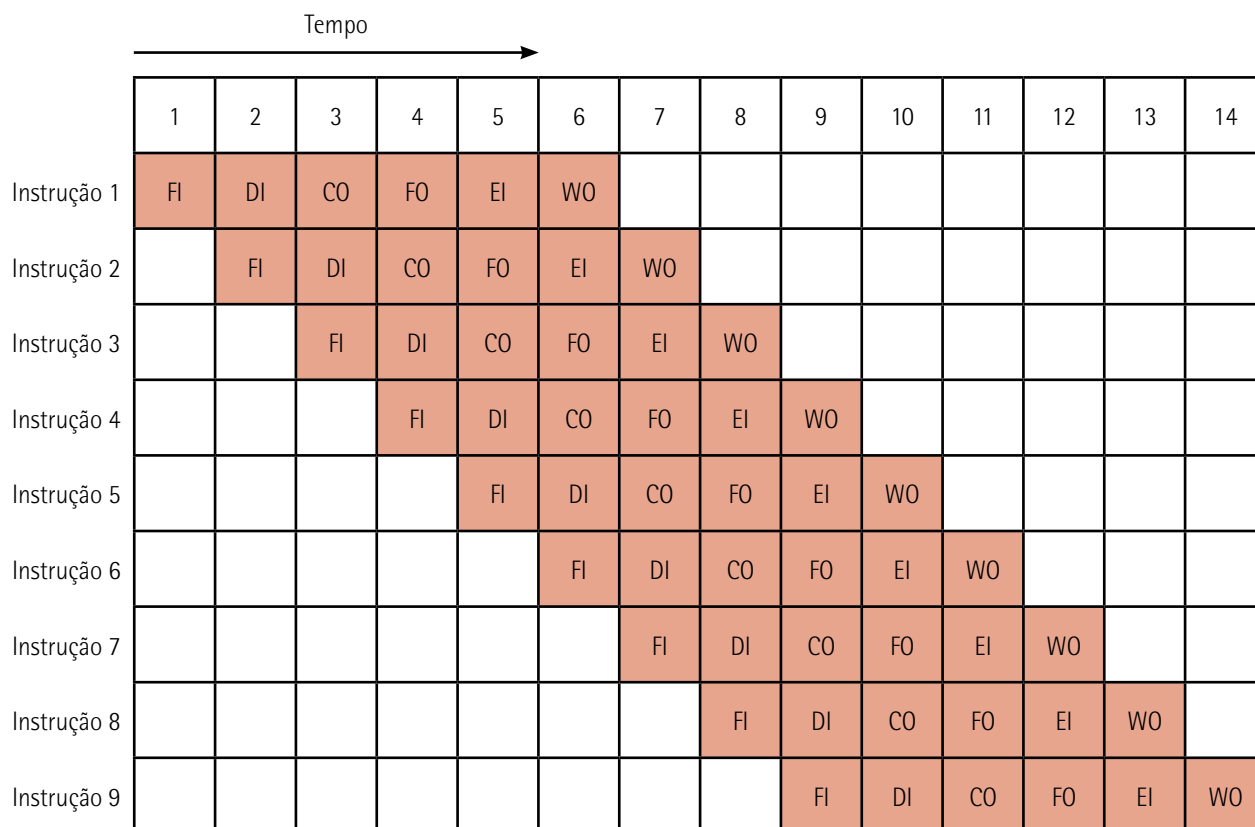 Tempo
1 2 3 4 5 6 7 8 9 10 11 12 13 14
Instrução 1 FI DI CO FO EI WO
Instrução 2 FI DI CO FO EI WO
Instrução 3 FI DI CO FO EI WO
Instrução 4 FI DI CO FO EI WO
Instrução 5 FI DI CO FO EI WO
Instrução 6 FI DI CO FO EI WO
Instrução 7 FI DI CO FO EI WO
Instrução 8 FI DI CO FO EI WO
Instrução 9 FI DI CO FO EI WO